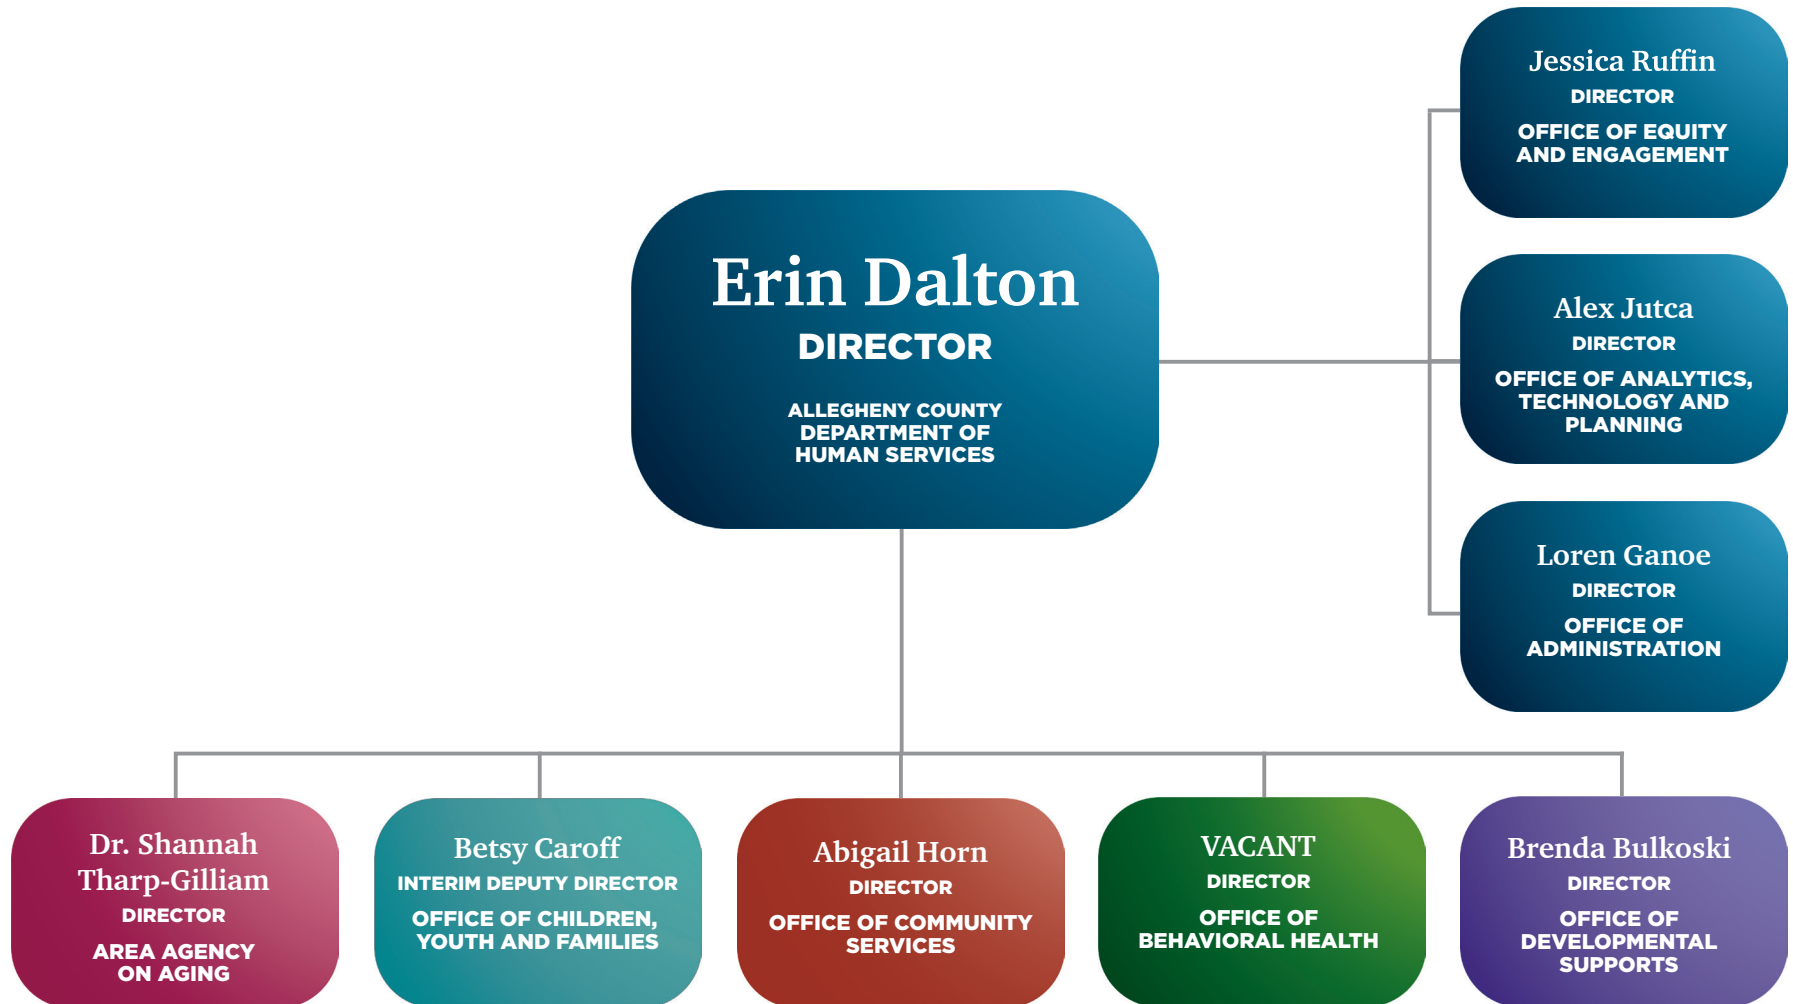 Jessica Ruffin
DIRECTOR
OFFICE OF EQUITY
AND ENGAGEMENT
Erin Dalton
DIRECTOR
ALLEGHENY COUNTY
DEPARTMENT OF
HUMAN SERVICES
Alex Jutca
DIRECTOR
OFFICE OF ANALYTICS,
TECHNOLOGY AND
PLANNING
Loren Ganoe
DIRECTOR
OFFICE OF
ADMINISTRATION
Dr. Shannah
Tharp-Gilliam
DIRECTOR
AREA AGENCY
ON AGING
Betsy Caroff
INTERIM DEPUTY DIRECTOR
OFFICE OF CHILDREN,
YOUTH AND FAMILIES
Abigail Horn
DIRECTOR
OFFICE OF COMMUNITY
SERVICES
VACANT
DIRECTOR
OFFICE OF
BEHAVIORAL HEALTH
Brenda Bulkoski
DIRECTOR
OFFICE OF
DEVELOPMENTAL
SUPPORTS